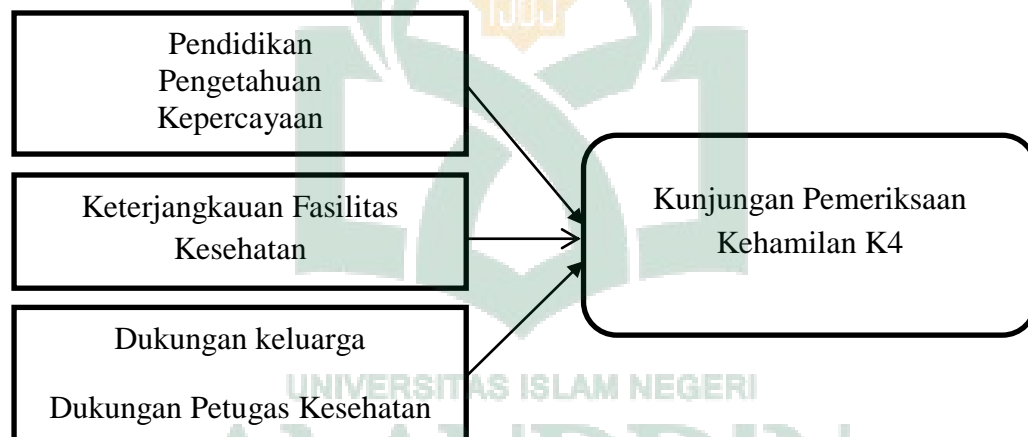 Pendidikan
Pengetahuan
Kepercayaan
Keterjangkauan Fasilitas
Kesehatan
Kunjungan Pemeriksaan
Kehamilan K4
Dukungan keluarga
UNIVERSITAS ISLAM NEGERI
Dukungan Petugas Kesehatan